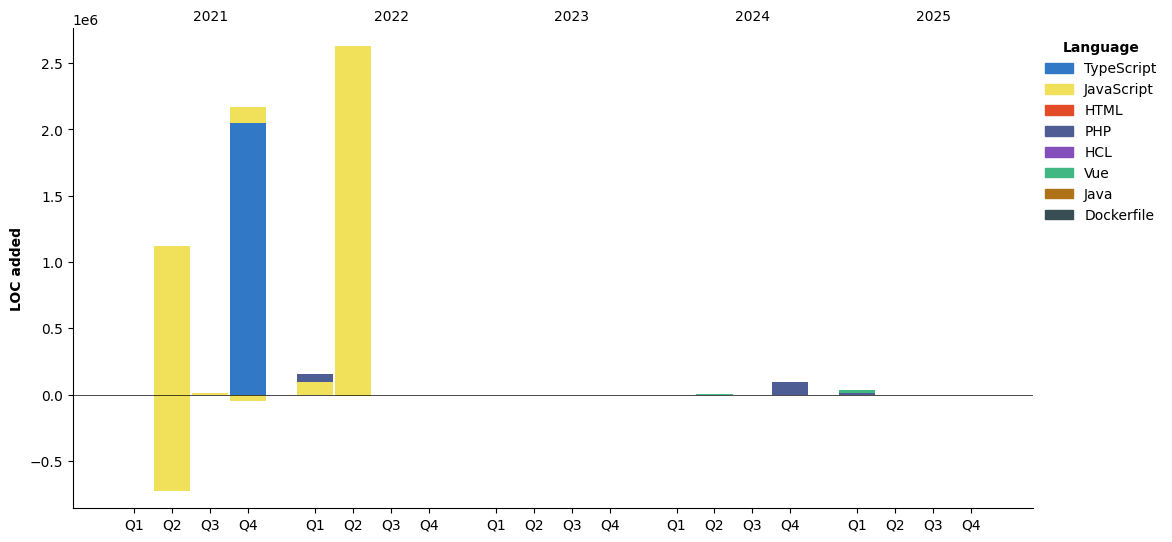 1e6
2021 2022 2023 2024 2025
Language
TypeScript
JavaScript
HTML
PHP
HCL
Vue
Java
Dockerfile
LOC added
2.5
2.0
1.5
1.0
0.5
0.0
−0.5
Q1 Q2 Q3 Q4 Q1 Q2 Q3 Q4 Q1 Q2 Q3 Q4 Q1 Q2 Q3 Q4 Q1 Q2 Q3 Q4